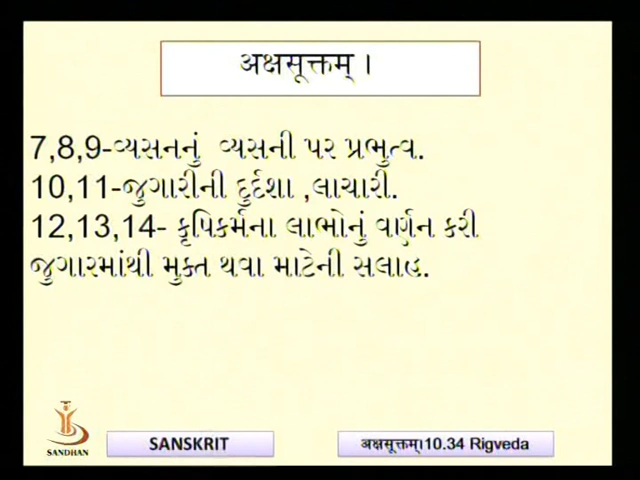 अक्षसूक्तम् ।
7,8,9-વ્યસનનું વ્યસની પર પ્રભુત્વ.
10,11-જુગારીની દુર્દશા ,લાચારી.
12,13,14- કૃષિકર્મના લાભોનું વર્ણન કરી
જુગારમાંથી મુક્ત થવા માટેની સલાહ.
SANDHAN
SANSKRIT
अक्षसूक्तम्।10.34 Rigveda